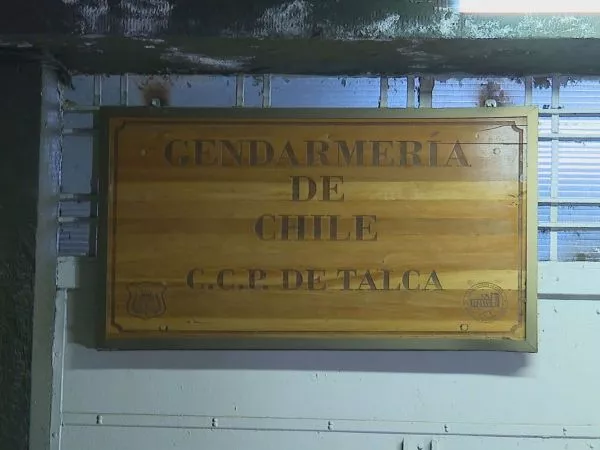 GENDARMERÍA
DE
CHILE
C.C.P. DE TALCA